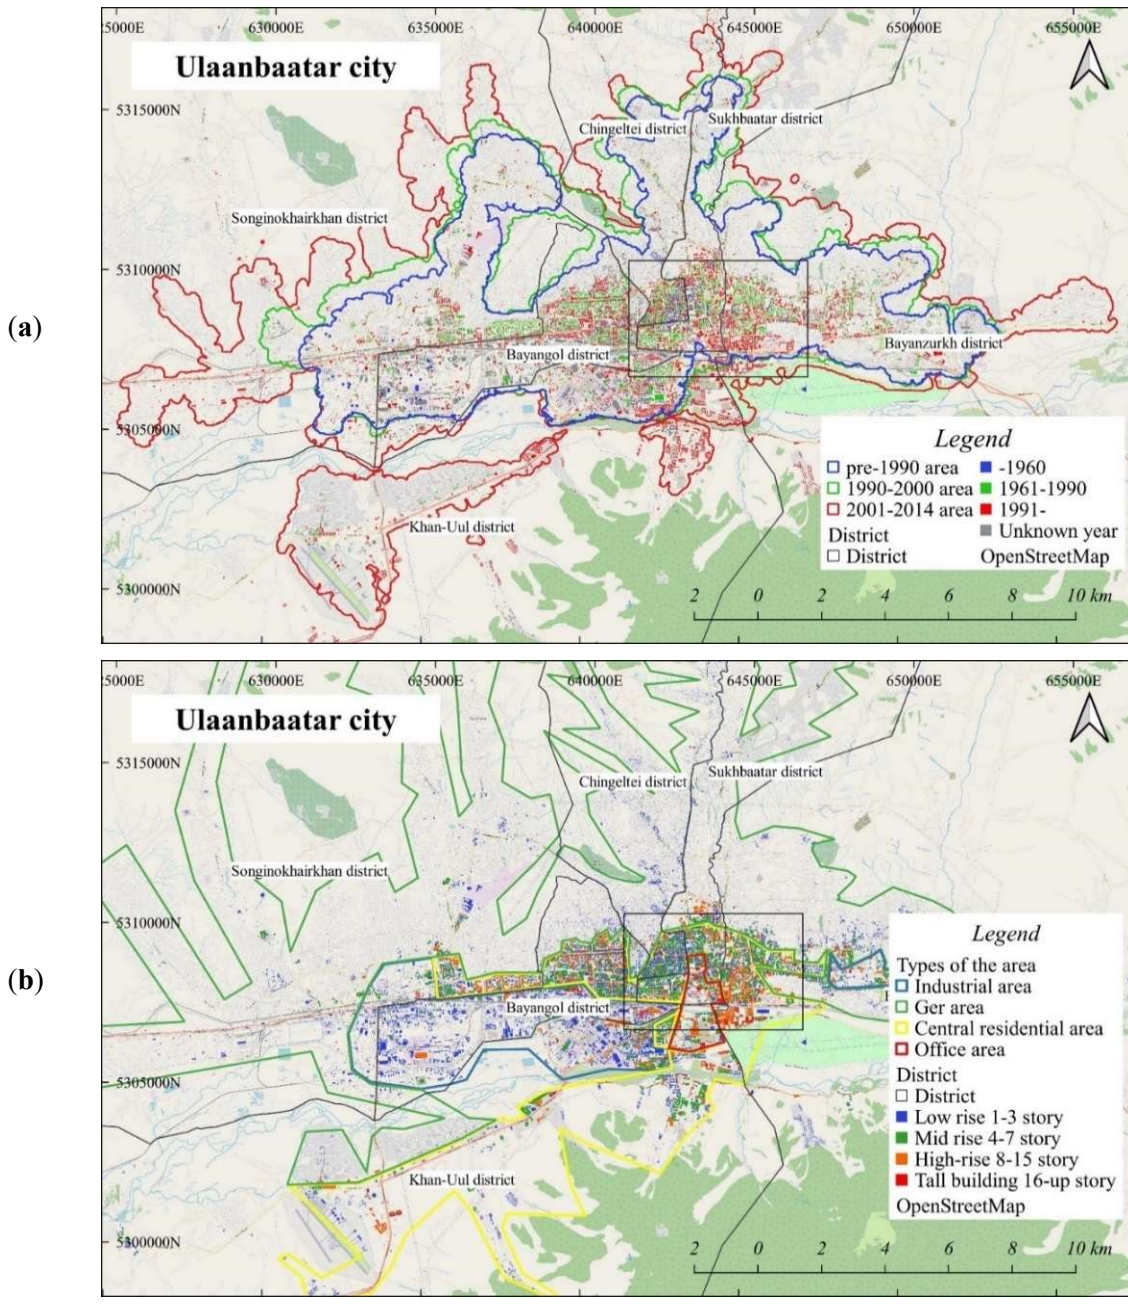 (a)
25000E 630000E 635000E 640000E 645000E 650000E 655000E
Ulaanbaatar city
5315000N
Chingeltei district
Sukhbaatar district
Songinokhairkhan district
5310000N
Bayangol district
Bayanzurkh district
5305000N
Khan-Uul district
5300000N
Legend
pre-1990 area
1990-2000 area
2001-2014 area
District
District
-1960
1961-1990
1991-
Unknown year
OpenStreetMap
2 0 2 4 6 8 10 km
(b)
25000E 630000E 635000E 640000E 645000E 650000E 655000E
Ulaanbaatar city
5315000N
Chingeltei district
Sukhbaatar district
Songinokhairkhan district
5310000N
Bayangol district
5305000N
Khan-Uul district
5300000N
Legend
Types of the area
Industrial area
Ger area
Central residential area
Office area
District
District
Low rise 1-3 story
Mid rise 4-7 story
High-rise 8-15 story
Tall building 16-up story
OpenStreetMap
2 0 2 4 6 8 10 km